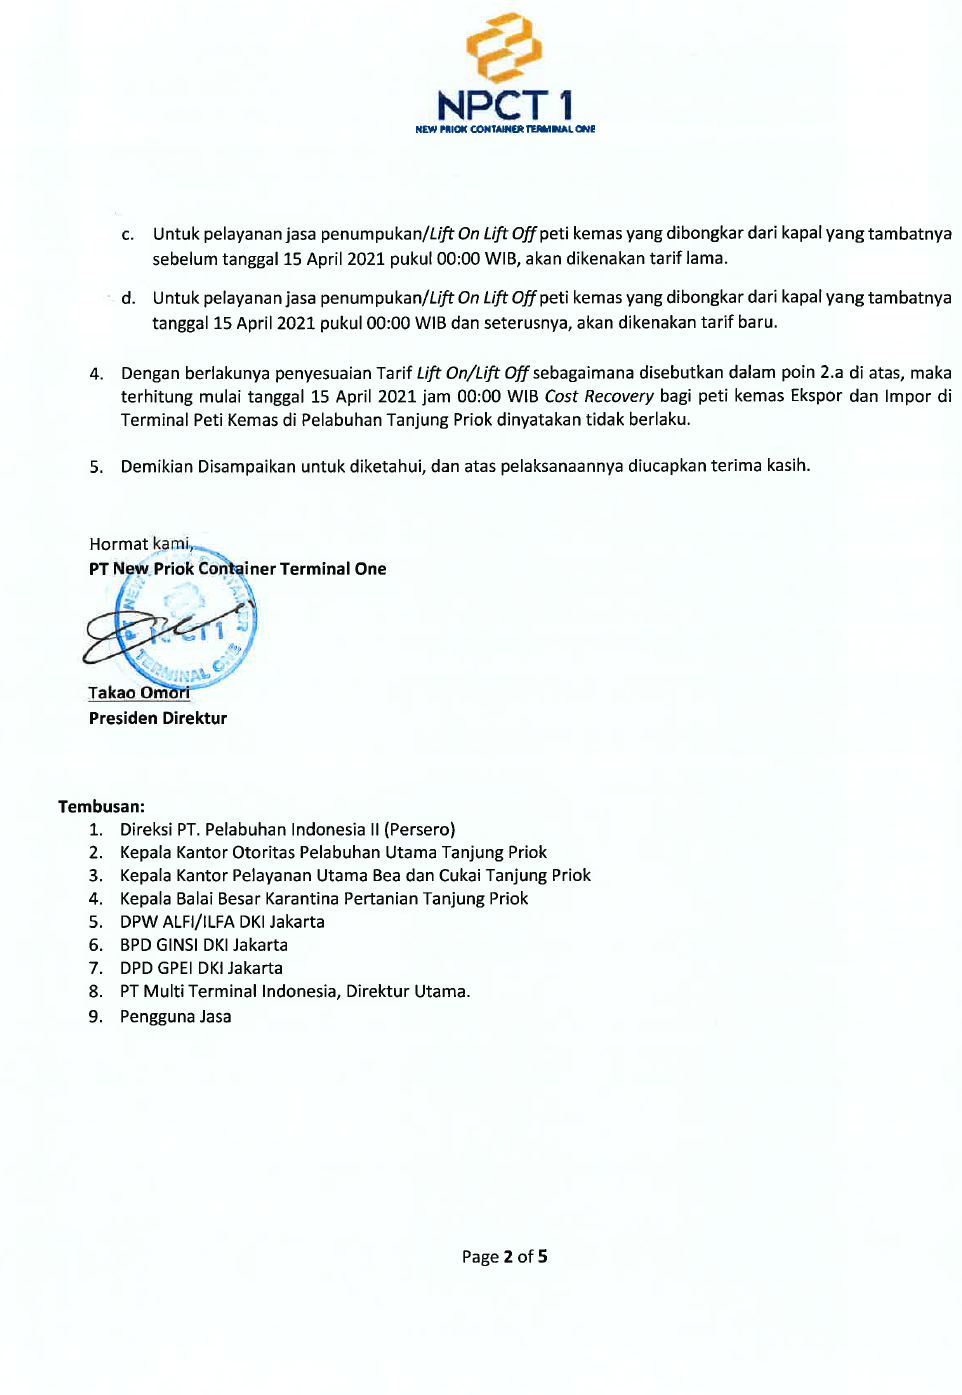 NPCT 1
NEW PRIOK CONTAINER TERMINAL ONE
c. Untuk pelayanan jasa penumpukan/Lift On Lift Off peti kemas yang dibongkar dari kapal yang tambatnya
sebelum tanggal 15 April 2021 pukul 00:00 WIB, akan dikenakan tarif lama.
d. Untuk pelayanan jasa penumpukan/Lift On Lift Off peti kemas yang dibongkar dari kapal yang tambatnya
tanggal 15 April 2021 pukul 00:00 WIB dan seterusnya, akan dikenakan tarif baru.
4. Dengan berlakunya penyesuaian Tarif Lift On/Lift Off sebagaimana disebutkan dalam poin 2.a di atas, maka
terhitung mulai tanggal 15 April 2021 jam 00:00 WIB Cost Recovery bagi peti kemas Ekspor dan Impor di
Terminal Peti Kemas di Pelabuhan Tanjung Priok dinyatakan tidak berlaku.
5. Demikian Disampaikan untuk diketahui, dan atas pelaksanaannya diucapkan terima kasih.
Hormat kami,
PT New Priok Container Terminal One
PT NEW PRIOK CONTAINER
NPCT1
TERMINAL ONE
Takao Omori
Presiden Direktur
Tembusan:
1. Direksi PT. Pelabuhan Indonesia II (Persero)
2. Kepala Kantor Otoritas Pelabuhan Utama Tanjung Priok
3. Kepala Kantor Pelayanan Utama Bea dan Cukai Tanjung Priok
4. Kepala Balai Besar Karantina Pertanian Tanjung Priok
5. DPW ALFI/ILFA DKI Jakarta
6. BPD GINSI DKI Jakarta
7. DPD GPEI DKI Jakarta
8. PT Multi Terminal Indonesia, Direktur Utama.
9. Pengguna Jasa
Page 2 of 5